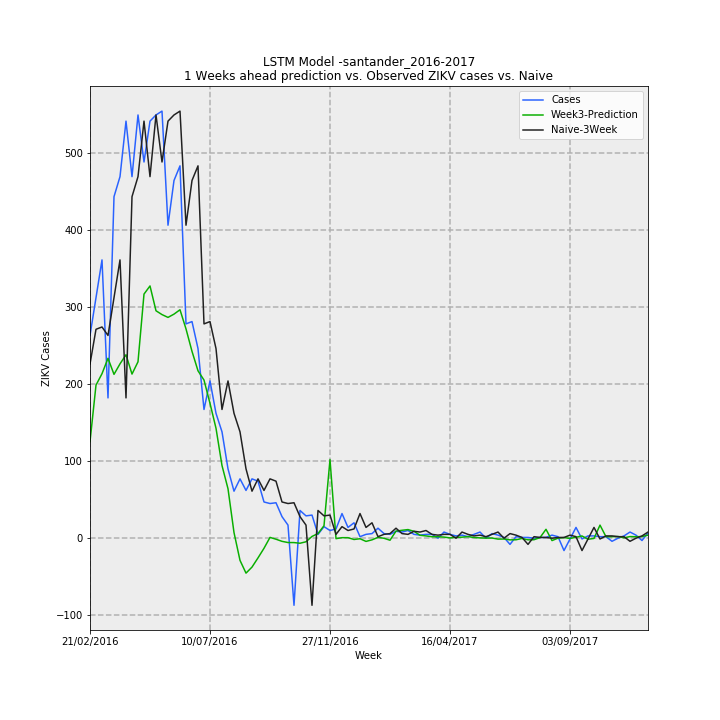 LSTM Model -santander_2016-2017
1 Weeks ahead prediction vs. Observed ZIKV cases vs. Naive
Cases
Week3-Prediction
Naive-3Week
ZIKV Cases
500
400
300
200
100
0
−100
21/02/2016 10/07/2016 27/11/2016 16/04/2017 03/09/2017
Week